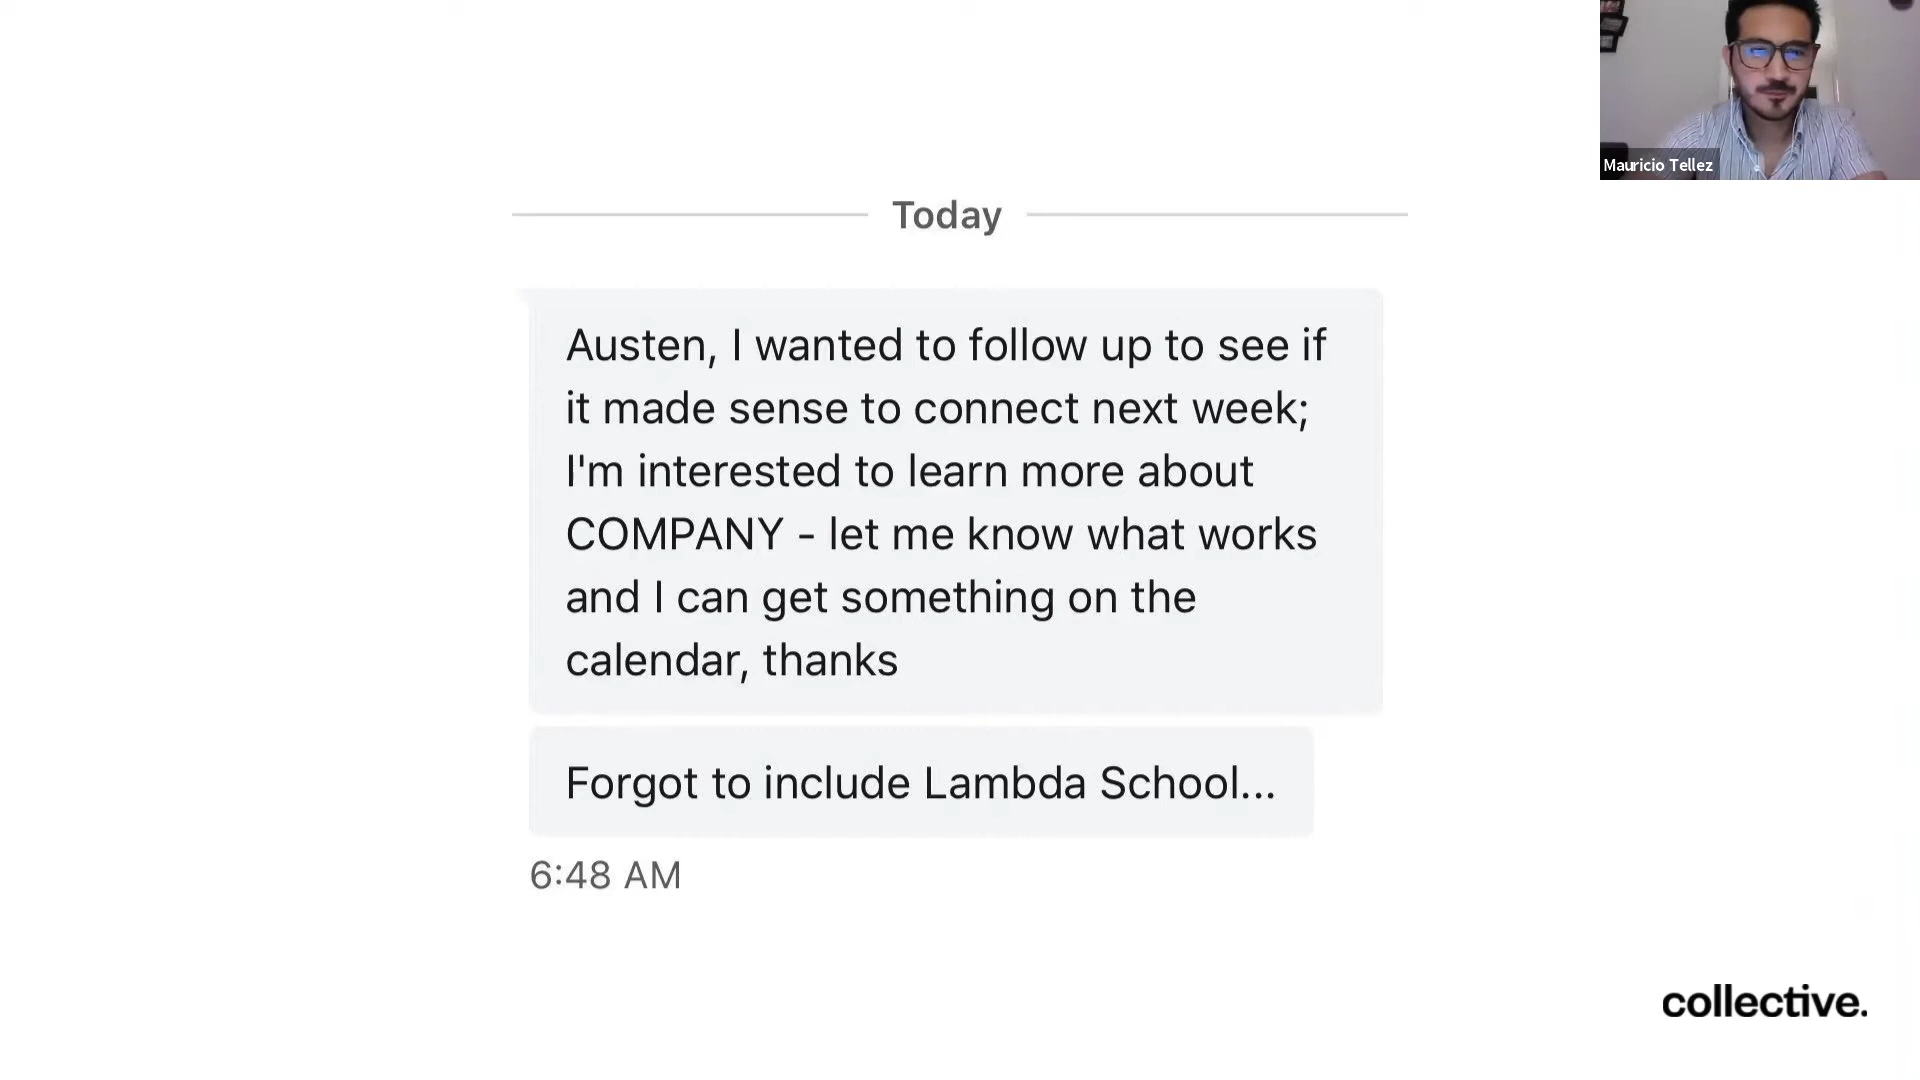 Mauricio Tellez
Today
Austen, I wanted to follow up to see if
it made sense to connect next week;
I'm interested to learn more about
COMPANY - let me know what works
and I can get something on the
calendar, thanks
Forgot to include Lambda School...
6:48 AM
collective.